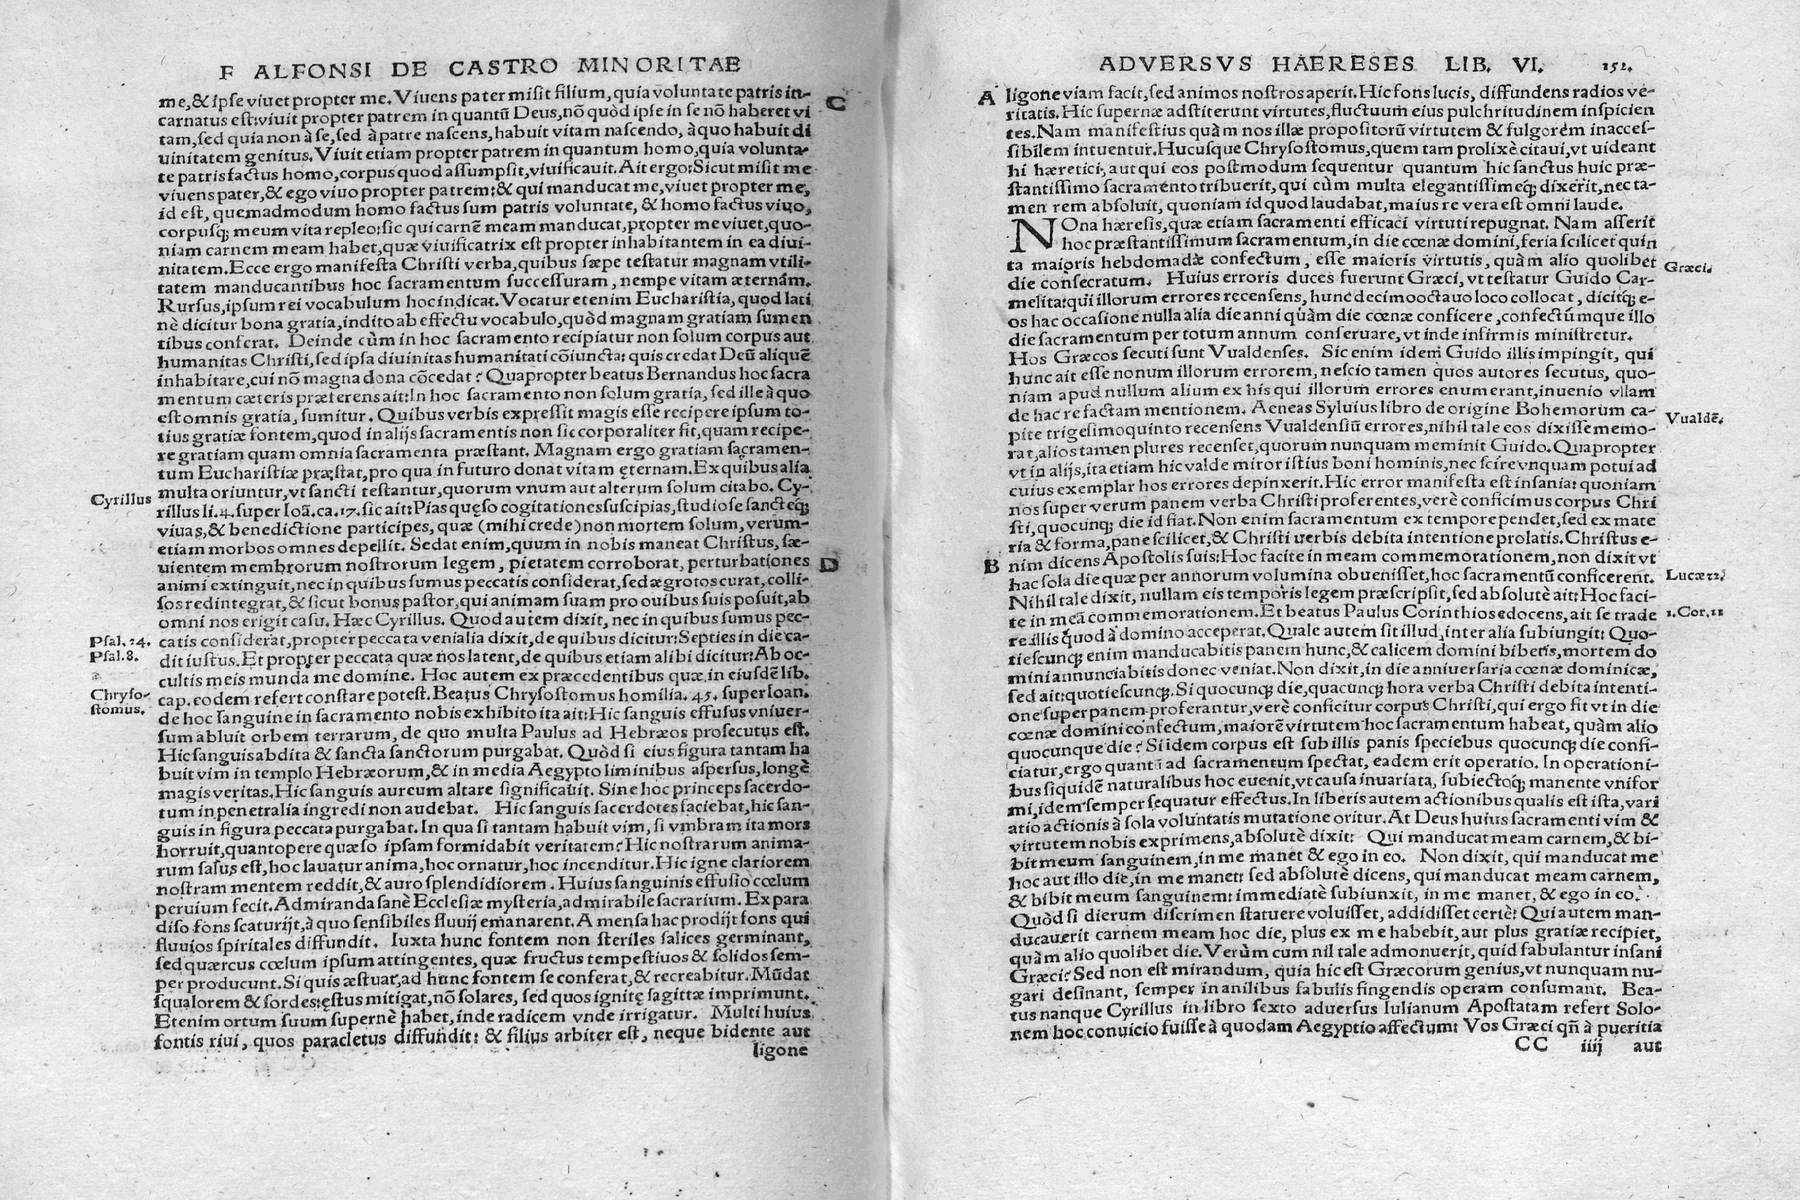 F ALFONSI DE CASTRO MINORITAE
me,& ipse viuet propter me. Viuens pater misit filium, quia voluntate patris in-
carnatus est: viuit propter patrem in quantũ Deus, nõ quòd ipse in se nõ haberet vi
tam, sed quia non à se, sed à patre nascens, habuit vitam nascendo, à quo habuit di
uinitatem genitus. Viuit etiam propter patrem in quantum homo, quia volunta-
te patris factus homo, corpus quod assumpsit, viuificauit. Ait ergo: Sicut misit me
viuens pater, & ego viuo propter patrem: & qui manducat me, viuet propter me,
id est, quemadmodum homo factus sum patris voluntate, & homo factus viuo,
corpusq; meum vita repleo: sic qui carnē meam manducat, propter me viuet, quo-
niam carnem meam habet, quæ viuificatrix est propter inhabitantem in ea diui-
nitatem. Ecce ergo manifesta Christi verba, quibus sæpe testatur magnam vtili-
tatem manducantibus hoc sacramentum successuram, nempe vitam æternam.
Rursus, ipsum rei vocabulum hoc indicat. Vocatur etenim Eucharistia, quod lati
nè dicitur bona gratia, indito ab effectu vocabulo, quòd magnam gratiam sumen
tibus conferat. Deinde cùm in hoc sacramento recipiatur non solum corpus aut
humanitas Christi, sed ipsa diuinitas humanitati cõiuncta: quis credat Deũ aliquē
inhabitare, cui nõ magna dona cõcedat? Quapropter beatus Bernandus hoc sacra
mentum cæteris præterens ait: In hoc sacramento non solum gratia, sed ille à quo
est omnis gratia, sumitur. Quibus verbis expressit magis esse recipere ipsum to-
tius gratiæ fontem, quod in alijs sacramentis non sic corporaliter fit, quam recipe-
re gratiam quam omnia sacramenta præstant. Magnam ergo gratiam sacramen-
tum Eucharistiæ præstat, pro qua in futuro donat vitam ęternam. Ex quibus alia
multa oriuntur, vt sancti testantur, quorum vnum aut alterum solum citabo. Cy-
rillus li. 4. super Ioã. ca. 17. sic ait: Pias quęso cogitationes suscipias, studiose sancteq;
viuas, & benedictione participes, quæ (mihi crede) non mortem solum, verum-
etiam morbos omnes depellit. Sedat enim, quum in nobis maneat Christus, sæ-
uientem membrorum nostrorum legem, pietatem corroborat, perturbationes
animi extinguit, nec in quibus sumus peccatis considerat, sed ægrotos curat, colli-
sos redintegrat, & sicut bonus pastor, qui animam suam pro ouibus suis posuit, ab
omni nos erigit casu. Hæc Cyrillus. Quod autem dixit, nec in quibus sumus pec-
catis considerat, propter peccata venialia dixit, de quibus dicitur: Septies in die ca-
dit iustus. Et propter peccata quæ nos latent, de quibus etiam alibi dicitur: Ab oc-
cultis meis munda me domine. Hoc autem ex præcedentibus quæ in eiusdē lib.
cap. eodem refert constare potest. Beatus Chrysostomus homilia. 45. super Ioan.
de hoc sanguine in sacramento nobis exhibito ita ait: Hic sanguis effusus vniuer-
sum abluit orbem terrarum, de quo multa Paulus ad Hebræos prosecutus est.
Hic sanguis abdita & sancta sanctorum purgabat. Quòd si eius figura tantam ha
buit vim in templo Hebræorum, & in media Aegypto liminibus aspersus, longè
magis veritas. Hic sanguis aureum altare significauit. Sine hoc princeps sacerdo-
tum in penetralia ingredi non audebat. Hic sanguis sacerdotes faciebat, hic san-
guis in figura peccata purgabat. In qua si tantam habuit vim, si vmbram ita mors
horruit, quantopere quæso ipsam formidabit veritatem? Hic nostrarum anima-
rum salus est, hoc lauatur anima, hoc ornatur, hoc incenditur. Hic igne clariorem
nostram mentem reddit, & auro splendidiorem. Huius sanguinis effusio cœlum
peruium fecit. Admiranda sanè Ecclesiæ mysteria, admirabile sacrarium. Ex para
diso fons scaturijt, à quo sensibiles fluuij emanarent. A mensa hac prodijt fons qui
fluuios spiritales diffundit. Iuxta hunc fontem non steriles salices germinant,
sed quærcus cœlum ipsum attingentes, quæ fructus tempestiuos & solidos sem-
per producunt. Si quis æstuat, ad hunc fontem se conferat, & recreabitur. Mũdat
squalorem & sordes: ęstus mitigat, nõ solares, sed quos ignitę sagittæ imprimunt.
Etenim ortum suum supernè habet, inde radicem vnde irrigatur. Multi huius
fontis riui, quos paracletus diffundit: & filius arbiter est, neque bidente aut
ligone
C
D
Cyrillus
Psal. 24.
Psal. 8.
Chryso-
stomus.
ADVERSVS HAERESES LIB. VI. 152.
ligone viam facit, sed animos nostros aperit. Hic fons lucis, diffundens radios ve-
ritatis. Hic supernæ adstiterunt virtutes, fluctuum eius pulchritudinem inspicien
tes. Nam manifestius quàm nos illæ propositorũ virtutem & fulgorem inacces-
sibilem intuentur. Hucusque Chrysostomus, quem tam prolixè citaui, vt uideant
hi hæretici, aut qui eos postmodum sequentur quantum hic sanctus huic præ-
stantissimo sacramento tribuerit, qui cùm multa elegantissimeq; dixerit, nec ta-
men rem absoluit, quoniam id quod laudabat, maius re vera est omni laude.
NOna hæresis, quæ etiam sacramenti efficaci virtuti repugnat. Nam asserit
hoc præstantissimum sacramentum, in die cœnæ domini, feria scilicet quin
ta maioris hebdomadæ confectum, esse maioris virtutis, quàm alio quolibet
die consecratum. Huius erroris duces fuerunt Græci, vt testatur Guido Car-
melita: qui illorum errores recensens, hunc decimooctauo loco collocat, dicitq; e-
os hac occasione nulla alia die anni quàm die cœnæ conficere, confectũmque illo
die sacramentum per totum annum conseruare, vt inde infirmis ministretur.
Hos Græcos secuti sunt Vualdenses. Sic enim idem Guido illis impingit, qui
hunc ait esse nonum illorum errorem, nescio tamen quos autores secutus, quo-
niam apud nullum alium ex his qui illorum errores enumerant, inuenio vllam
de hac re factam mentionem. Aeneas Syluius libro de origine Bohemorum ca-
pite trigesimoquinto recensens Vualdensiũ errores, nihil tale eos dixisse memo-
rat, alios tamen plures recenset, quorum nunquam meminit Guido. Quapropter
vt in alijs, ita etiam hic valde miror istius boni hominis, nec scire vnquam potui ad
cuius exemplar hos errores depinxerit. Hic error manifesta est insania: quoniam
nos super verum panem verba Christi proferentes, verè conficimus corpus Chri
sti, quocunq; die id fiat. Non enim sacramentum ex tempore pendet, sed ex mate
ria & forma, pane scilicet, & Christi verbis debita intentione prolatis. Christus e-
nim dicens Apostolis suis: Hoc facite in meam commemorationem, non dixit vt
hac sola die quæ per annorum volumina obuenisset, hoc sacramentũ conficerent.
Nihil tale dixit, nullam eis temporis legem præscripsit, sed absolutè ait: Hoc faci-
te in meã commemorationem. Et beatus Paulus Corinthios edocens, ait se trade
re illis quod à domino acceperat. Quale autem sit illud, inter alia subiungit: Quo-
tiescunq; enim manducabitis panem hunc, & calicem domini bibetis, mortem do
mini annunciabitis donec veniat. Non dixit, in die anniuersaria cœnæ dominicæ,
sed ait: quotiescunq;. Si quocunq; die, quacunq; hora verba Christi debita intenti-
one super panem proferantur, verè conficitur corpus Christi, qui ergo fit vt in die
cœnæ domini confectum, maiorē virtutem hoc sacramentum habeat, quàm alio
quocunque die? Si idem corpus est sub illis panis speciebus quocunq; die confi-
ciatur, ergo quantũ ad sacramentum spectat, eadem erit operatio. In operationi-
bus siquidē naturalibus hoc euenit, vt causa inuariata, subiectoq; manente vnifor
mi, idem semper sequatur effectus. In liberis autem actionibus qualis est ista, vari
atio actionis à sola voluntatis mutatione oritur. At Deus huius sacramenti vim &
virtutem nobis exprimens, absolutè dixit: Qui manducat meam carnem, & bi-
bit meum sanguinem, in me manet & ego in eo. Non dixit, qui manducat me
hoc aut illo die, in me manet: sed absolutè dicens, qui manducat meam carnem,
& bibit meum sanguinem: immediatè subiunxit, in me manet, & ego in eo.
Quòd si dierum discrimen statuere voluisset, addidisset certè: Qui autem man-
ducauerit carnem meam hoc die, plus ex me habebit, aut plus gratiæ recipiet,
quàm alio quolibet die. Verùm cum nil tale admonuerit, quid fabulantur insani
Græci? Sed non est mirandum, quia hic est Græcorum genius, vt nunquam nu-
gari desinant, semper in anilibus fabulis fingendis operam consumant. Bea-
tus nanque Cyrillus in libro sexto aduersus Iulianum Apostatam refert Solo-
nem hoc conuicio fuisse à quodam Aegyptio affectum: Vos Græci qñ à pueritia
CC iiij aut
A
B
Græci.
Vualdē.
Lucæ 22.
1. Cor. 11